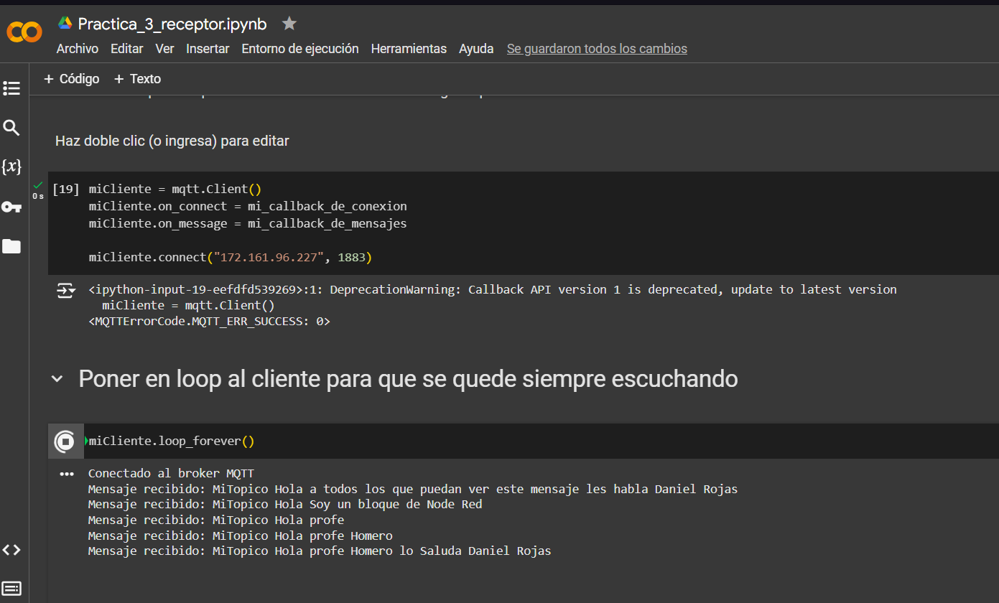 Practica_3_receptor.ipynb
Archivo Editar Ver Insertar Entorno de ejecución Herramientas Ayuda Se guardaron todos los cambios
+ Código + Texto
Haz doble clic (o ingresa) para editar
{x}
0 s
[19] miCliente = mqtt.Client()
miCliente.on_connect = mi_callback_de_conexion
miCliente.on_message = mi_callback_de_mensajes
miCliente.connect("172.161.96.227", 1883)
<ipython-input-19-eefdfd539269>:1: DeprecationWarning: Callback API version 1 is deprecated, update to latest version
miCliente = mqtt.Client()
<MQTTErrorCode.MQTT_ERR_SUCCESS: 0>
Poner en loop al cliente para que se quede siempre escuchando
miCliente.loop_forever()
Conectado al broker MQTT
Mensaje recibido: MiTopico Hola a todos los que puedan ver este mensaje les habla Daniel Rojas
Mensaje recibido: MiTopico Hola Soy un bloque de Node Red
Mensaje recibido: MiTopico Hola profe
Mensaje recibido: MiTopico Hola profe Homero
Mensaje recibido: MiTopico Hola profe Homero lo Saluda Daniel Rojas